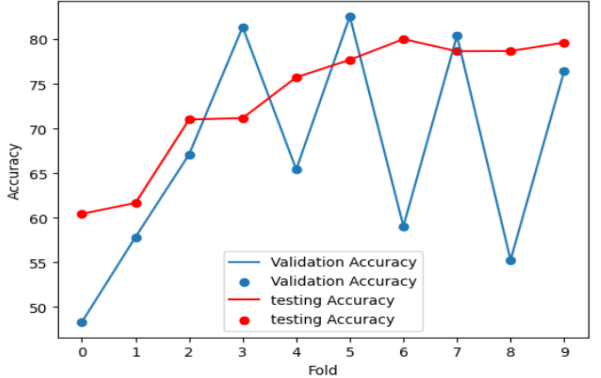 80
75
70
65
60
55
50
Accuracy
Validation Accuracy
Validation Accuracy
testing Accuracy
testing Accuracy
0 1 2 3 4 5 6 7 8 9
Fold